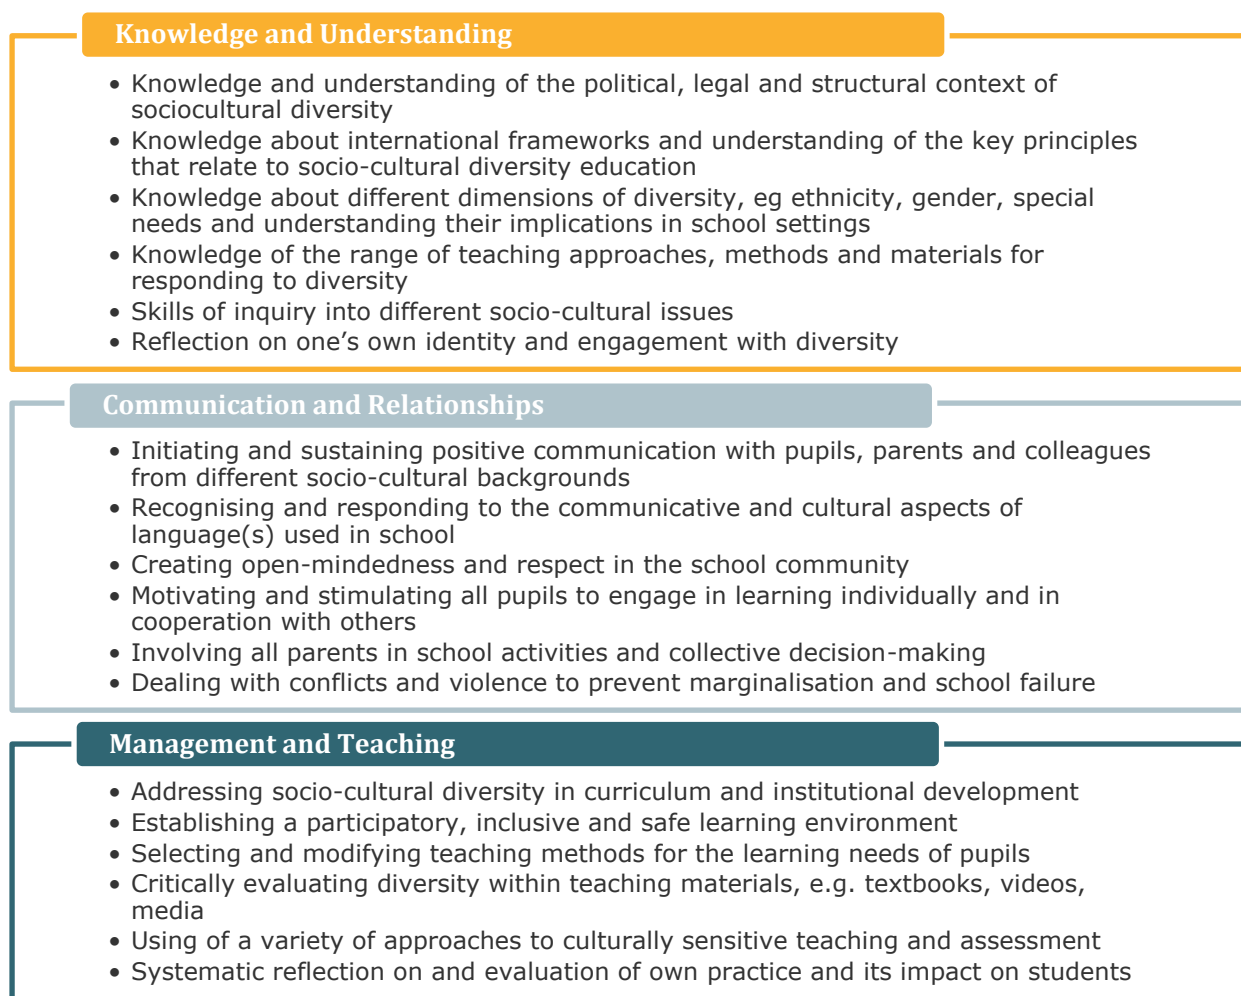 Knowledge and Understanding
• Knowledge and understanding of the political, legal and structural context of
sociocultural diversity
• Knowledge about international frameworks and understanding of the key principles
that relate to socio-cultural diversity education
• Knowledge about different dimensions of diversity, eg ethnicity, gender, special
needs and understanding their implications in school settings
• Knowledge of the range of teaching approaches, methods and materials for
responding to diversity
• Skills of inquiry into different socio-cultural issues
• Reflection on one’s own identity and engagement with diversity
Communication and Relationships
• Initiating and sustaining positive communication with pupils, parents and colleagues
from different socio-cultural backgrounds
• Recognising and responding to the communicative and cultural aspects of
language(s) used in school
• Creating open-mindedness and respect in the school community
• Motivating and stimulating all pupils to engage in learning individually and in
cooperation with others
• Involving all parents in school activities and collective decision-making
• Dealing with conflicts and violence to prevent marginalisation and school failure
Management and Teaching
• Addressing socio-cultural diversity in curriculum and institutional development
• Establishing a participatory, inclusive and safe learning environment
• Selecting and modifying teaching methods for the learning needs of pupils
• Critically evaluating diversity within teaching materials, e.g. textbooks, videos,
media
• Using of a variety of approaches to culturally sensitive teaching and assessment
• Systematic reflection on and evaluation of own practice and its impact on students